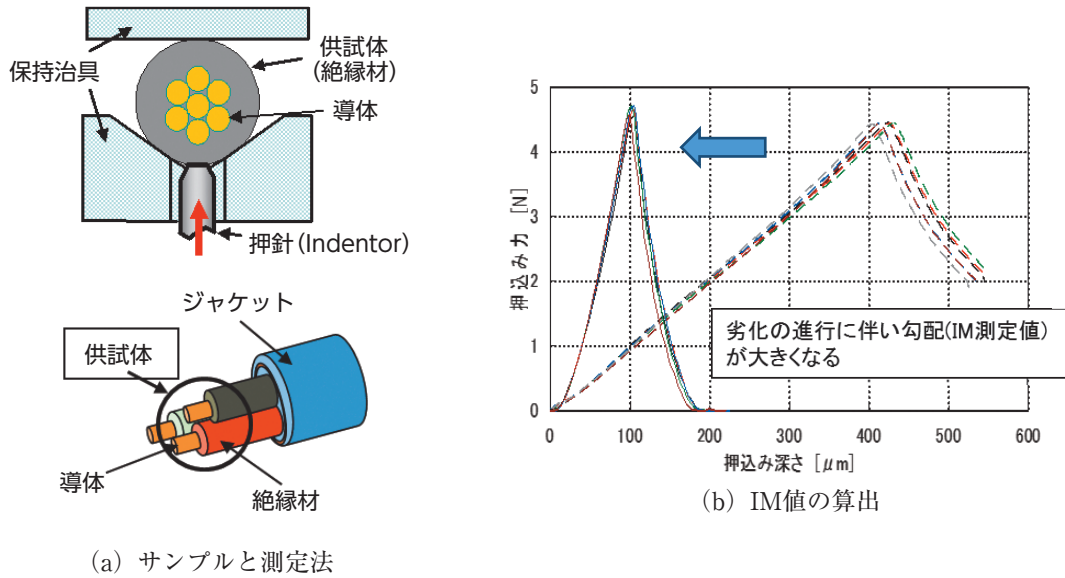 保持治具
供試体
(絶縁材)
導体
押針(Indentor)
ジャケット
供試体
導体
絶縁材
(a) サンプルと測定法
押込み力 [N]
5
4
3
2
1
0
0 100 200 300 400 500 600
押込み深さ [μm]
劣化の進行に伴い勾配(IM測定値)
が大きくなる
(b) IM値の算出